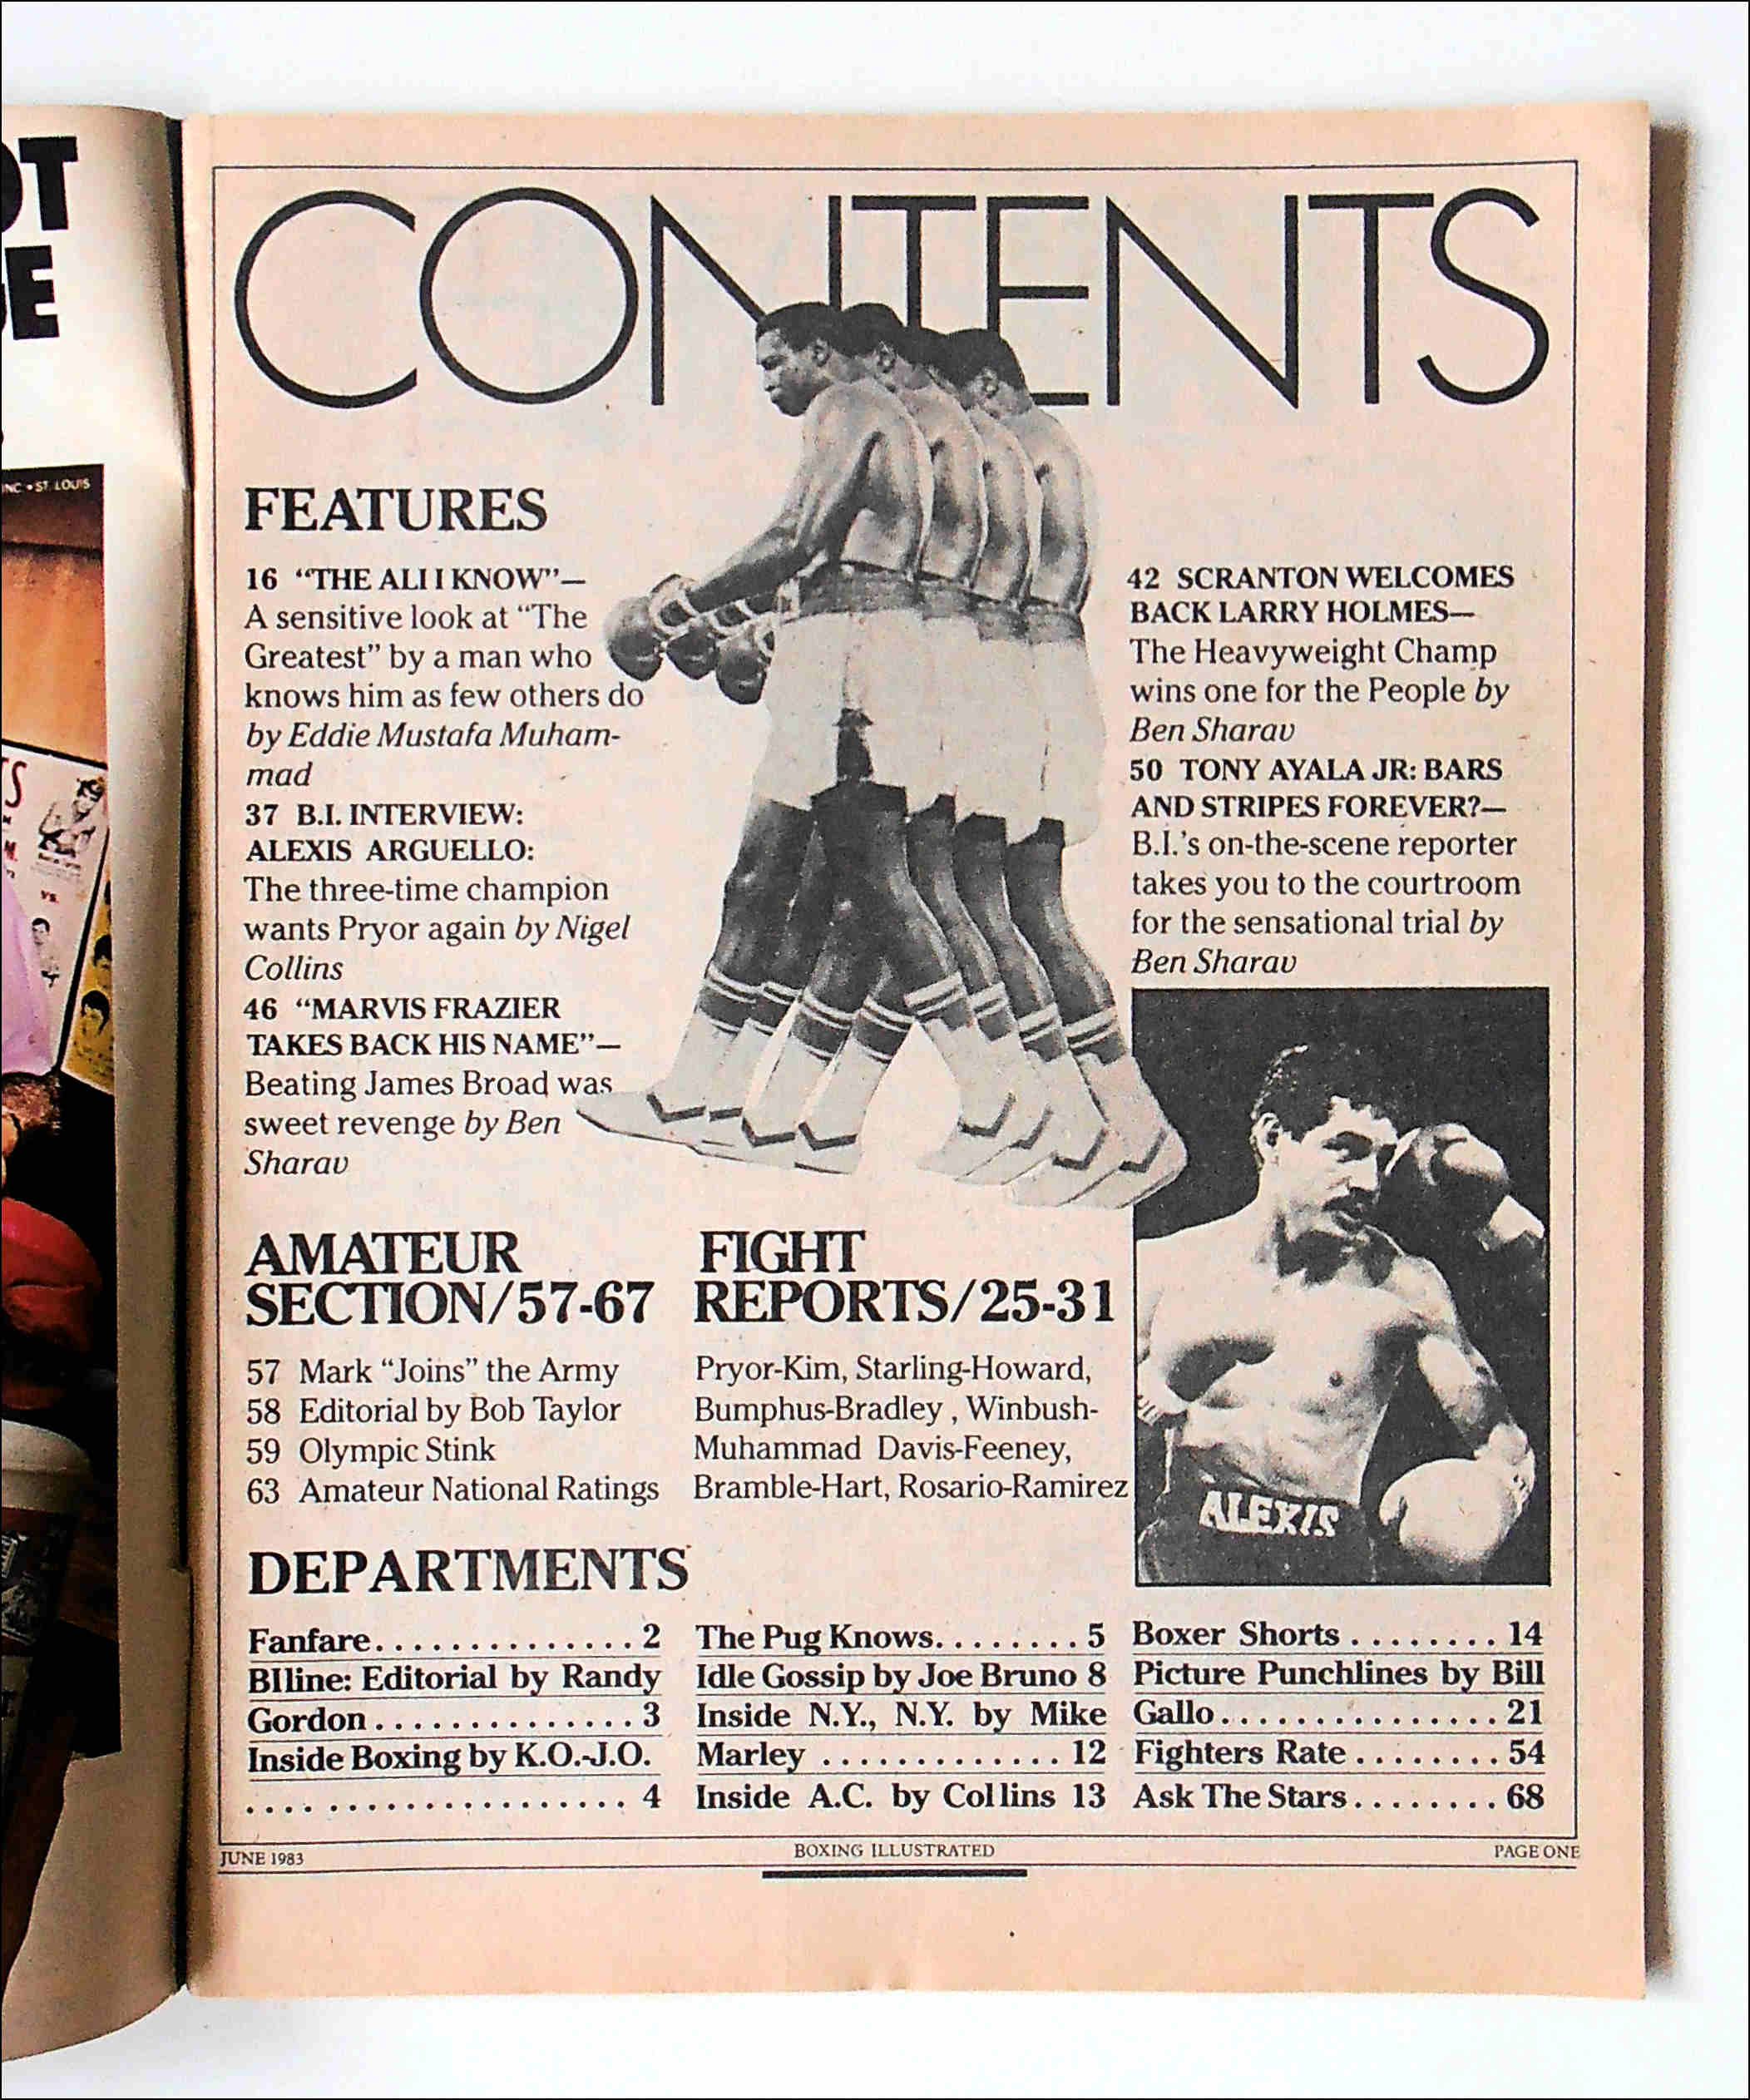 OT
E
INC • ST. LOUIS
VS.
CONTENTS
FEATURES
16 “THE ALI I KNOW”—
A sensitive look at “The
Greatest” by a man who
knows him as few others do
by Eddie Mustafa Muham-
mad
37 B.I. INTERVIEW:
ALEXIS ARGUELLO:
The three-time champion
wants Pryor again by Nigel
Collins
46 “MARVIS FRAZIER
TAKES BACK HIS NAME”—
Beating James Broad was
sweet revenge by Ben
Sharav
42 SCRANTON WELCOMES
BACK LARRY HOLMES—
The Heavyweight Champ
wins one for the People by
Ben Sharav
50 TONY AYALA JR: BARS
AND STRIPES FOREVER?—
B.I.’s on-the-scene reporter
takes you to the courtroom
for the sensational trial by
Ben Sharav
ALEXIS
AMATEUR
SECTION/57-67
57 Mark “Joins” the Army
58 Editorial by Bob Taylor
59 Olympic Stink
63 Amateur National Ratings
FIGHT
REPORTS/25-31
Pryor-Kim, Starling-Howard,
Bumphus-Bradley , Winbush-
Muhammad Davis-Feeney,
Bramble-Hart, Rosario-Ramirez
DEPARTMENTS
Fanfare. . . . . . . . . . . . . . 2
BIline: Editorial by Randy
Gordon . . . . . . . . . . . . . . 3
Inside Boxing by K.O.-J.O.
. . . . . . . . . . . . . . . . . . . . 4
The Pug Knows. . . . . . . . 5
Idle Gossip by Joe Bruno 8
Inside N.Y., N.Y. by Mike
Marley . . . . . . . . . . . . . 12
Inside A.C. by Collins 13
Boxer Shorts . . . . . . . . 14
Picture Punchlines by Bill
Gallo. . . . . . . . . . . . . . . 21
Fighters Rate . . . . . . . . 54
Ask The Stars. . . . . . . . 68
JUNE 1983
BOXING ILLUSTRATED
PAGE ONE